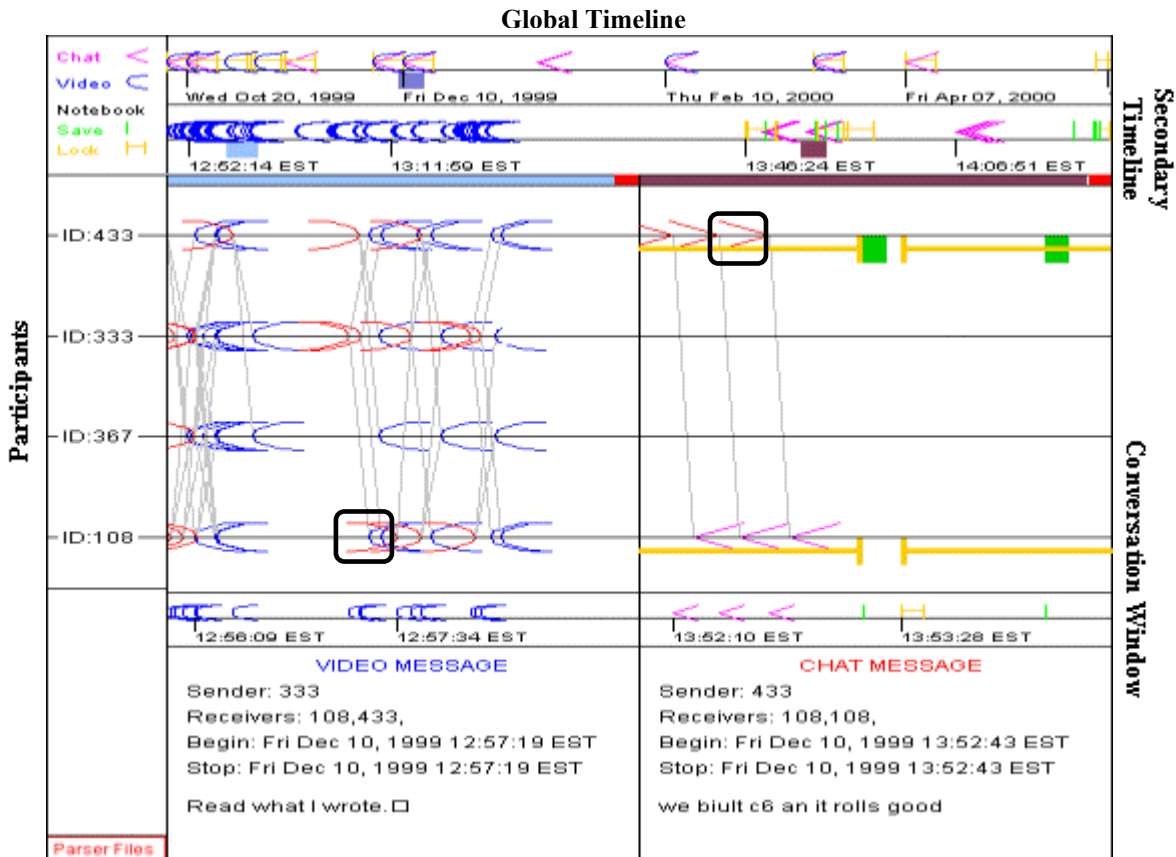 Global Timeline
Chat
Video
Notebook
Save
Lock
Wed Oct 20, 1999
Fri Dec 10, 1999
Thu Feb 10, 2000
Fri Apr 07, 2000
12:52:14 EST
13:11:59 EST
13:46:24 EST
14:06:51 EST
Secondary
Timeline
Participants
ID:433
ID:333
ID:367
ID:108
Conversation Window
12:56:09 EST
12:57:34 EST
13:52:10 EST
13:53:28 EST
VIDEO MESSAGE
Sender: 333
Receivers: 108,433,
Begin: Fri Dec 10, 1999 12:57:19 EST
Stop: Fri Dec 10, 1999 12:57:19 EST
Read what I wrote.□
CHAT MESSAGE
Sender: 433
Receivers: 108,108,
Begin: Fri Dec 10, 1999 13:52:43 EST
Stop: Fri Dec 10, 1999 13:52:43 EST
we biult c6 an it rolls good
Parser Files